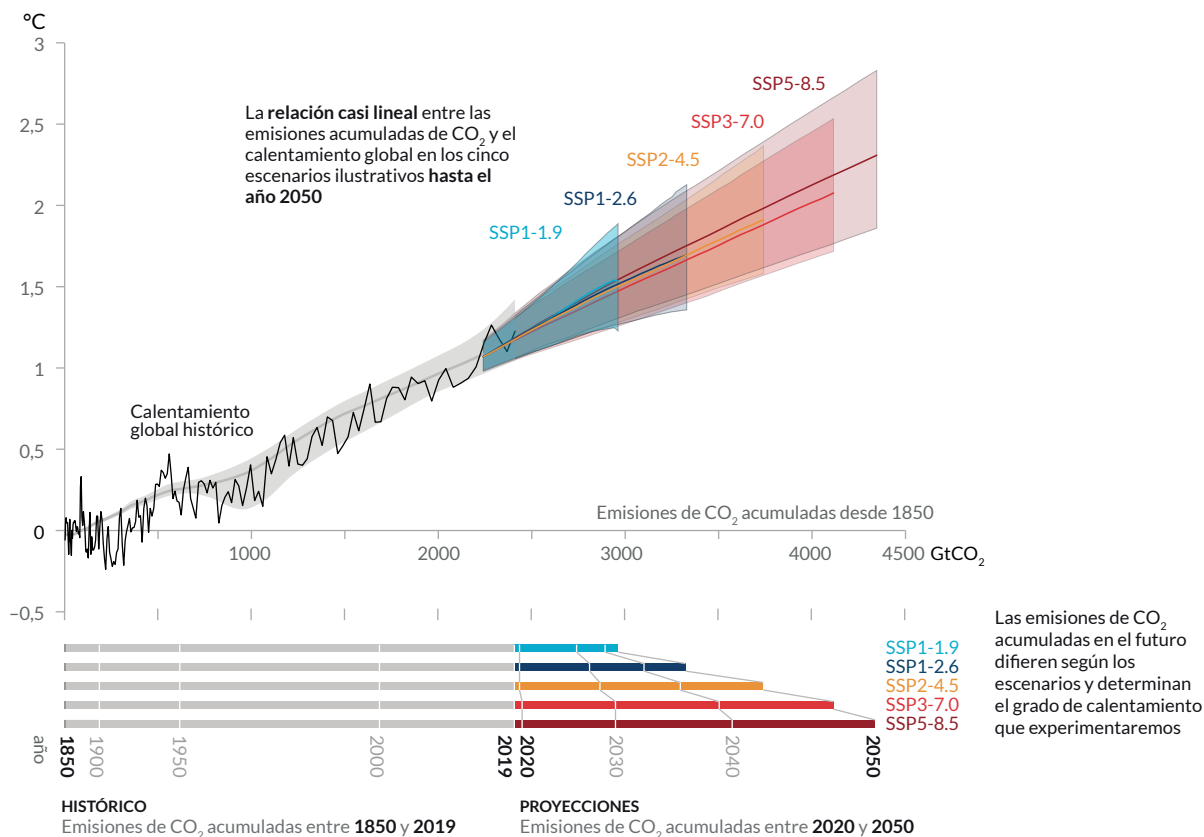 °C
3
2,5
2
1,5
1
0,5
0
−0,5
La relación casi lineal entre las
emisiones acumuladas de CO₂ y el
calentamiento global en los cinco
escenarios ilustrativos hasta el
año 2050
SSP5-8.5
SSP3-7.0
SSP2-4.5
SSP1-2.6
SSP1-1.9
Calentamiento
global histórico
Emisiones de CO₂ acumuladas desde 1850
1000
2000
3000
4000
4500 GtCO₂
SSP1-1.9
SSP1-2.6
SSP2-4.5
SSP3-7.0
SSP5-8.5
Las emisiones de CO₂
acumuladas en el futuro
difieren según los
escenarios y determinan
el grado de calentamiento
que experimentaremos
año
1850
1900
1950
2000
2019
2020
2030
2040
2050
HISTÓRICO
Emisiones de CO₂ acumuladas entre 1850 y 2019
PROYECCIONES
Emisiones de CO₂ acumuladas entre 2020 y 2050